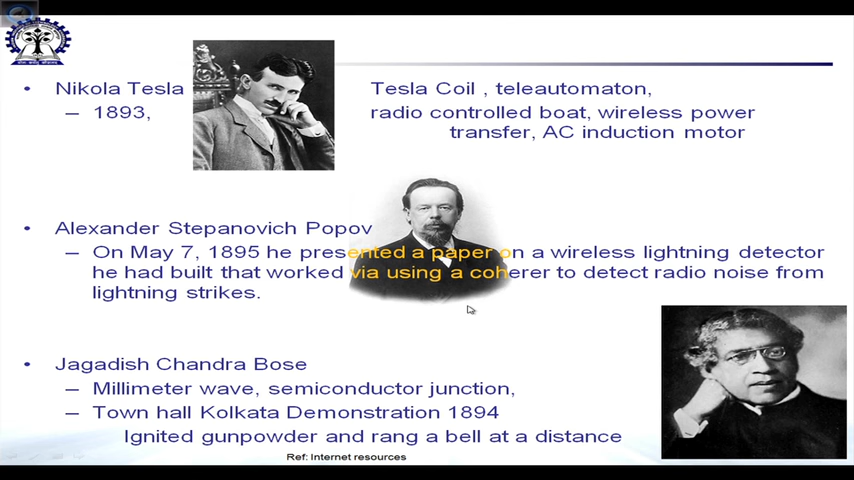 • Nikola Tesla
– 1893,
Tesla Coil , teleautomaton,
radio controlled boat, wireless power
transfer, AC induction motor
• Alexander Stepanovich Popov
– On May 7, 1895 he presented a paper on a wireless lightning detector
he had built that worked via using a coherer to detect radio noise from
lightning strikes.
• Jagadish Chandra Bose
– Millimeter wave, semiconductor junction,
– Town hall Kolkata Demonstration 1894
Ignited gunpowder and rang a bell at a distance
Ref: Internet resources